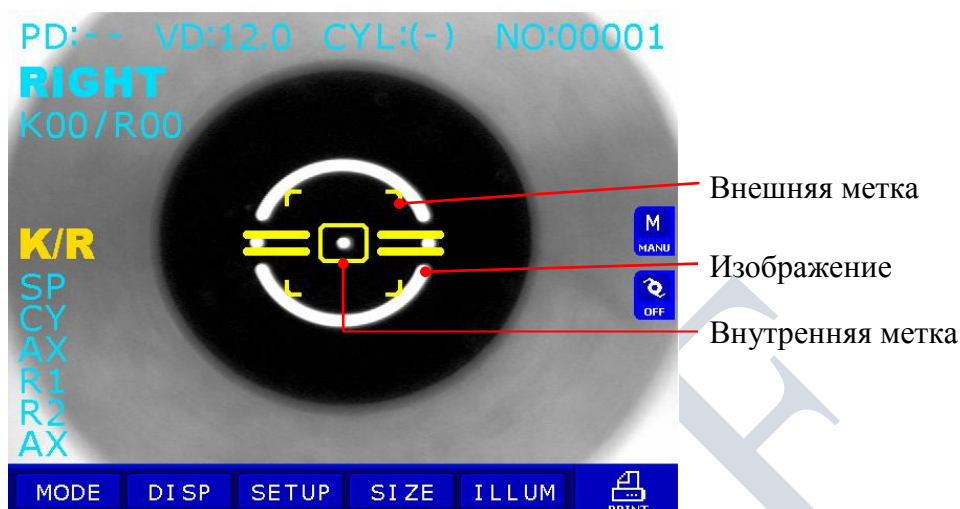 PD:-- VD:12.0 CYL:(-) NO:00001
RIGHT
K00/R00
Внешняя метка
M
MANU
K/R
Изображение
SP
OFF
CY
Внутренняя метка
AX
R1
R2
AX
MODE DISP SETUP SIZE ILLUM PRINT